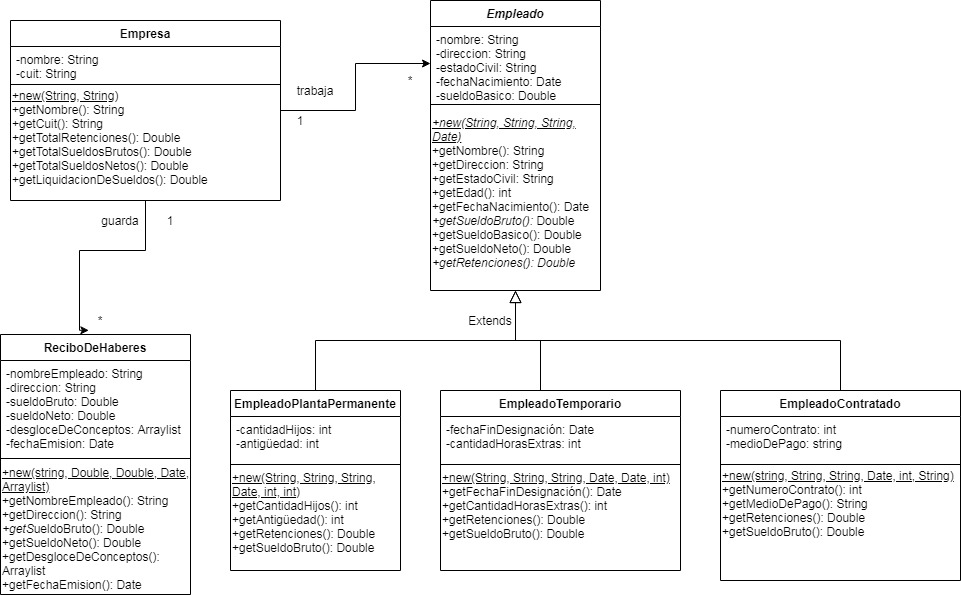 Empresa
-nombre: String
-cuit: String
+new(String, String)
+getNombre(): String
+getCuit(): String
+getTotalRetenciones(): Double
+getTotalSueldosBrutos(): Double
+getTotalSueldosNetos(): Double
+getLiquidacionDeSueldos(): Double
trabaja
1
*
Empleado
-nombre: String
-direccion: String
-estadoCivil: String
-fechaNacimiento: Date
-sueldoBasico: Double
+new(String, String, String,
Date)
+getNombre(): String
+getDireccion: String
+getEstadoCivil: String
+getEdad(): int
+getFechaNacimiento(): Date
+getSueldoBruto(): Double
+getSueldoBasico(): Double
+getSueldoNeto(): Double
+getRetenciones(): Double
guarda
1
*
Extends
ReciboDeHaberes
-nombreEmpleado: String
-direccion: String
-sueldoBruto: Double
-sueldoNeto: Double
-desgloceDeConceptos: Arraylist
-fechaEmision: Date
+new(string, Double, Double, Date,
Arraylist)
+getNombreEmpleado(): String
+getDireccion(): String
+getSueldoBruto(): Double
+getSueldoNeto(): Double
+getDesgloceDeConceptos():
Arraylist
+getFechaEmision(): Date
EmpleadoPlantaPermanente
-cantidadHijos: int
-antigüedad: int
+new(String, String, String,
Date, int, int)
+getCantidadHijos(): int
+getAntigüedad(): int
+getRetenciones(): Double
+getSueldoBruto(): Double
EmpleadoTemporario
-fechaFinDesignación: Date
-cantidadHorasExtras: int
+new(String, String, String, Date, Date, int)
+getFechaFinDesignación(): Date
+getCantidadHorasExtras(): int
+getRetenciones(): Double
+getSueldoBruto(): Double
EmpleadoContratado
-numeroContrato: int
-medioDePago: string
+new(string, String, String, Date, int, String)
+getNumeroContrato(): int
+getMedioDePago(): String
+getRetenciones(): Double
+getSueldoBruto(): Double